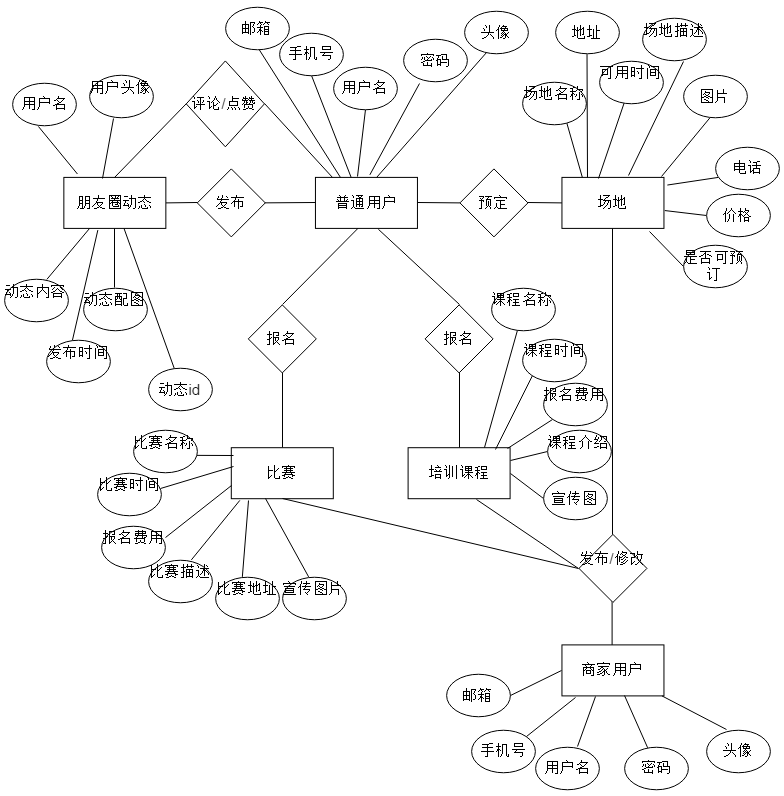 邮箱
头像
地址
场地描述
手机号
密码
用户头像
可用时间
用户名
评论/点赞
用户名
场地名称
图片
电话
朋友圈动态
发布
普通用户
预定
场地
价格
是否可预
订
动态内容
动态配图
课程名称
发布时间
报名
报名
课程时间
动态id
报名费用
比赛名称
课程介绍
比赛
培训课程
比赛时间
宣传图
报名费用
发布/修改
比赛描述
比赛地址
宣传图片
商家用户
邮箱
手机号
头像
用户名
密码